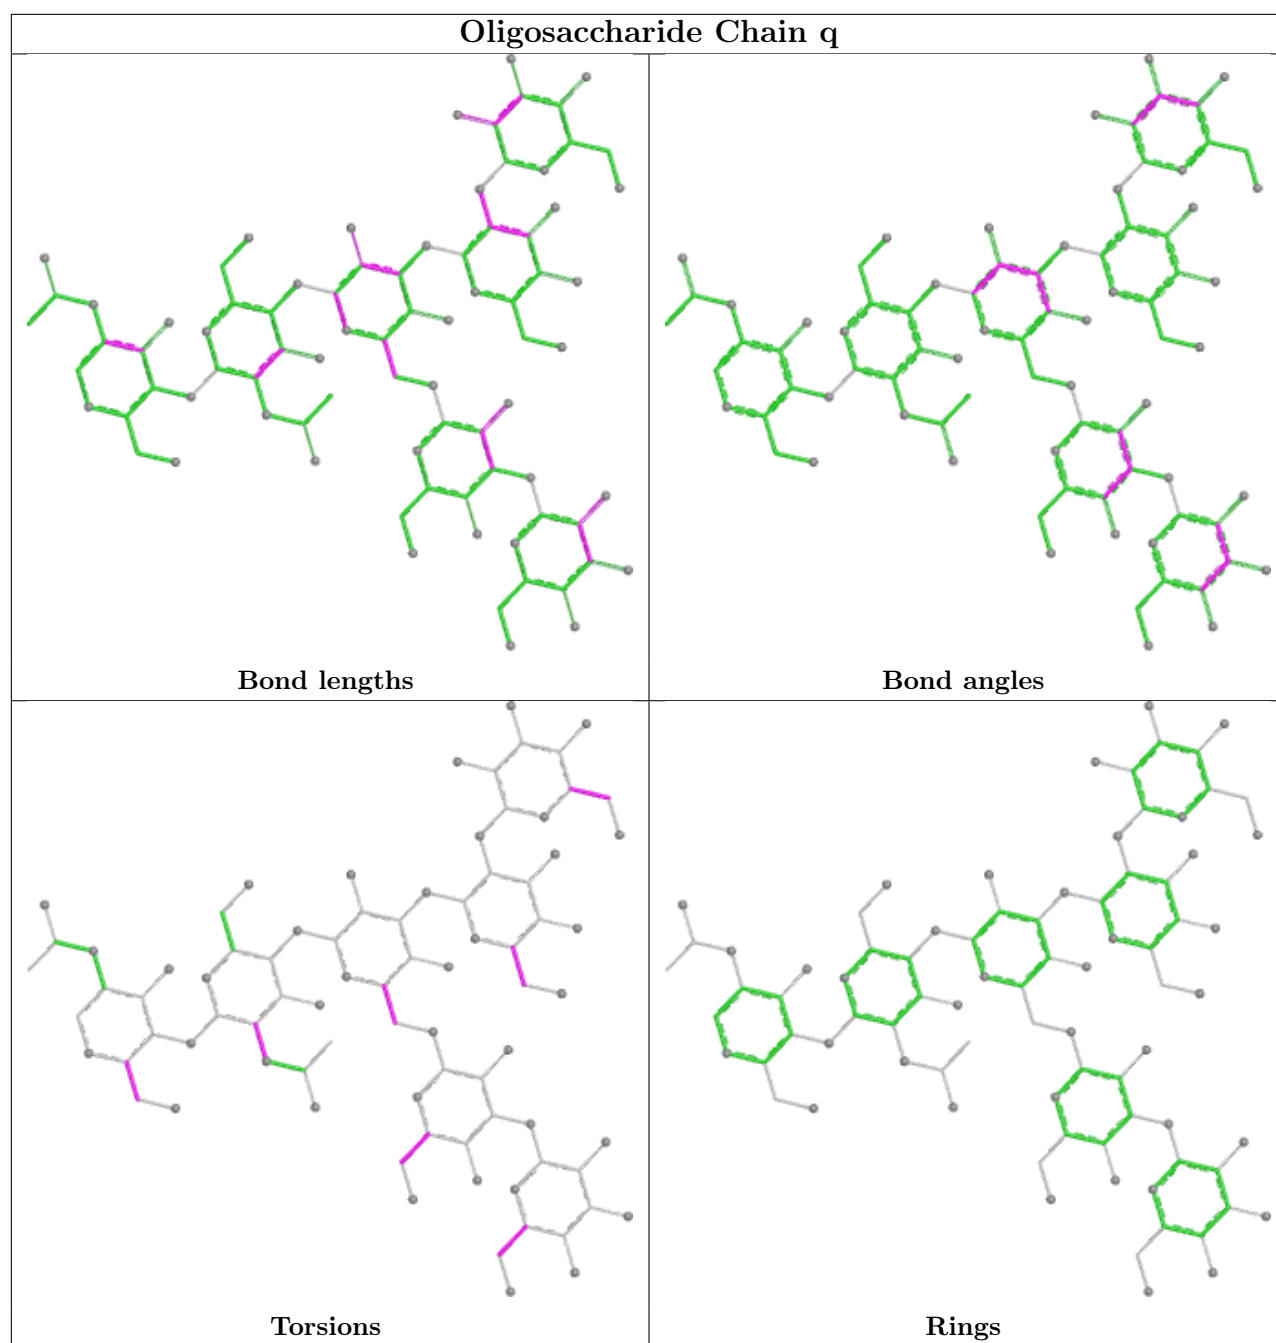 Oligosaccharide Chain q
Bond lengths
Bond angles
Torsions
Rings